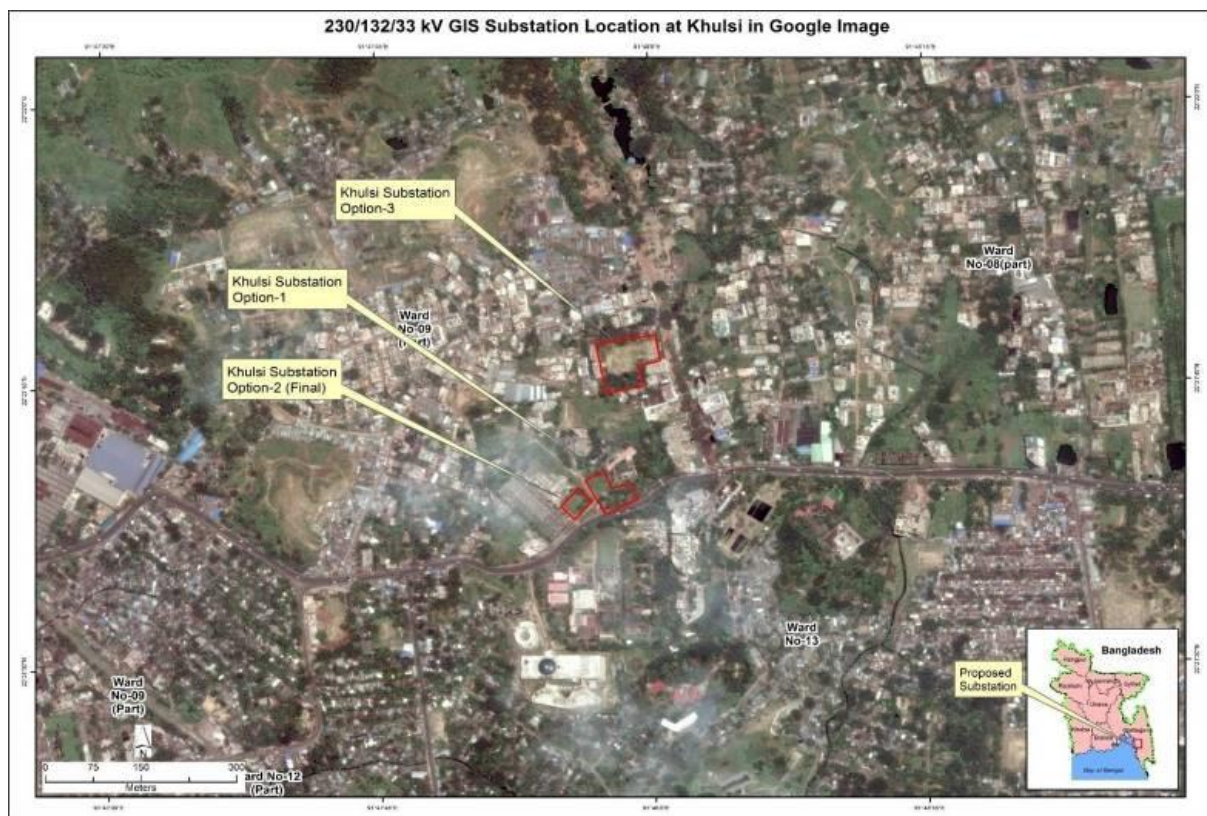 230/132/33 kV GIS Substation Location at Khulsi in Google Image
Khulsi Substation
Option-3
Ward
No-08(part)
Khulsi Substation
Option-1
Ward
No-09
(Part)
Khulsi Substation
Option-2 (Final)
Ward
No-13
Bangladesh
Proposed
Substation
Bay of Bengal
Ward
No-09
(Part)
N
0 75 150 300
Meters
Ward No-12
(Part)